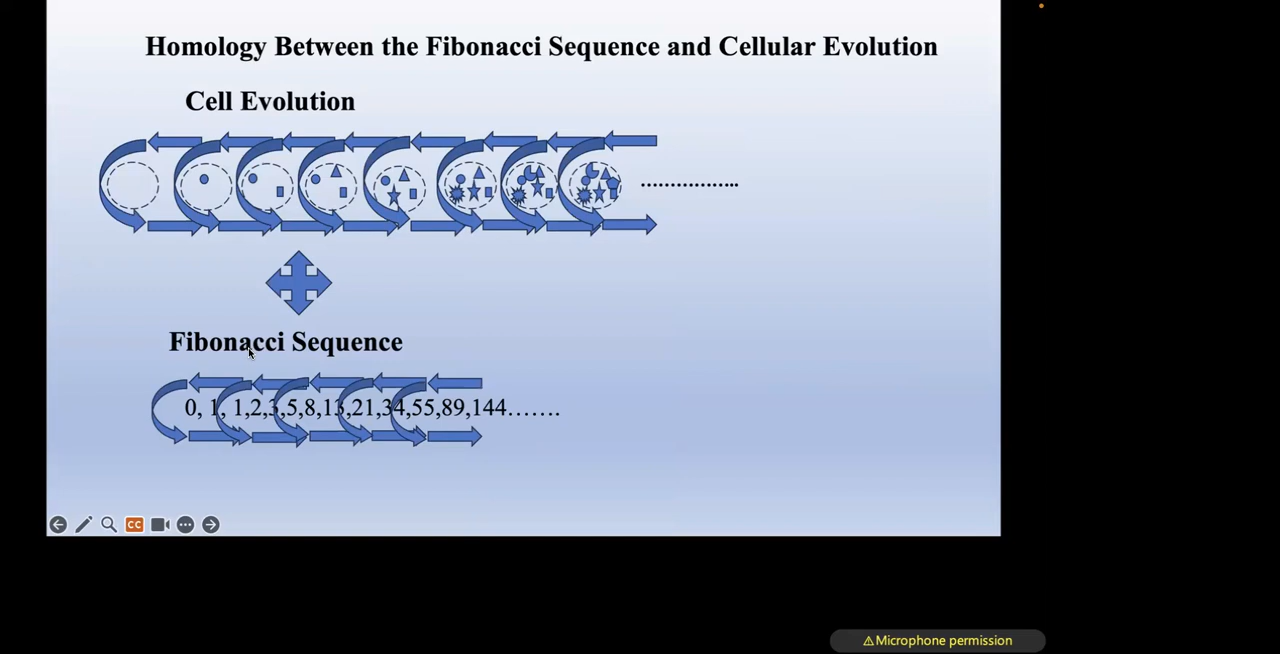 Homology Between the Fibonacci Sequence and Cellular Evolution
Cell Evolution
……………..
Fibonacci Sequence
0, 1, 1,2,3,5,8,13,21,34,55,89,144…….
CC
⚠Microphone permission